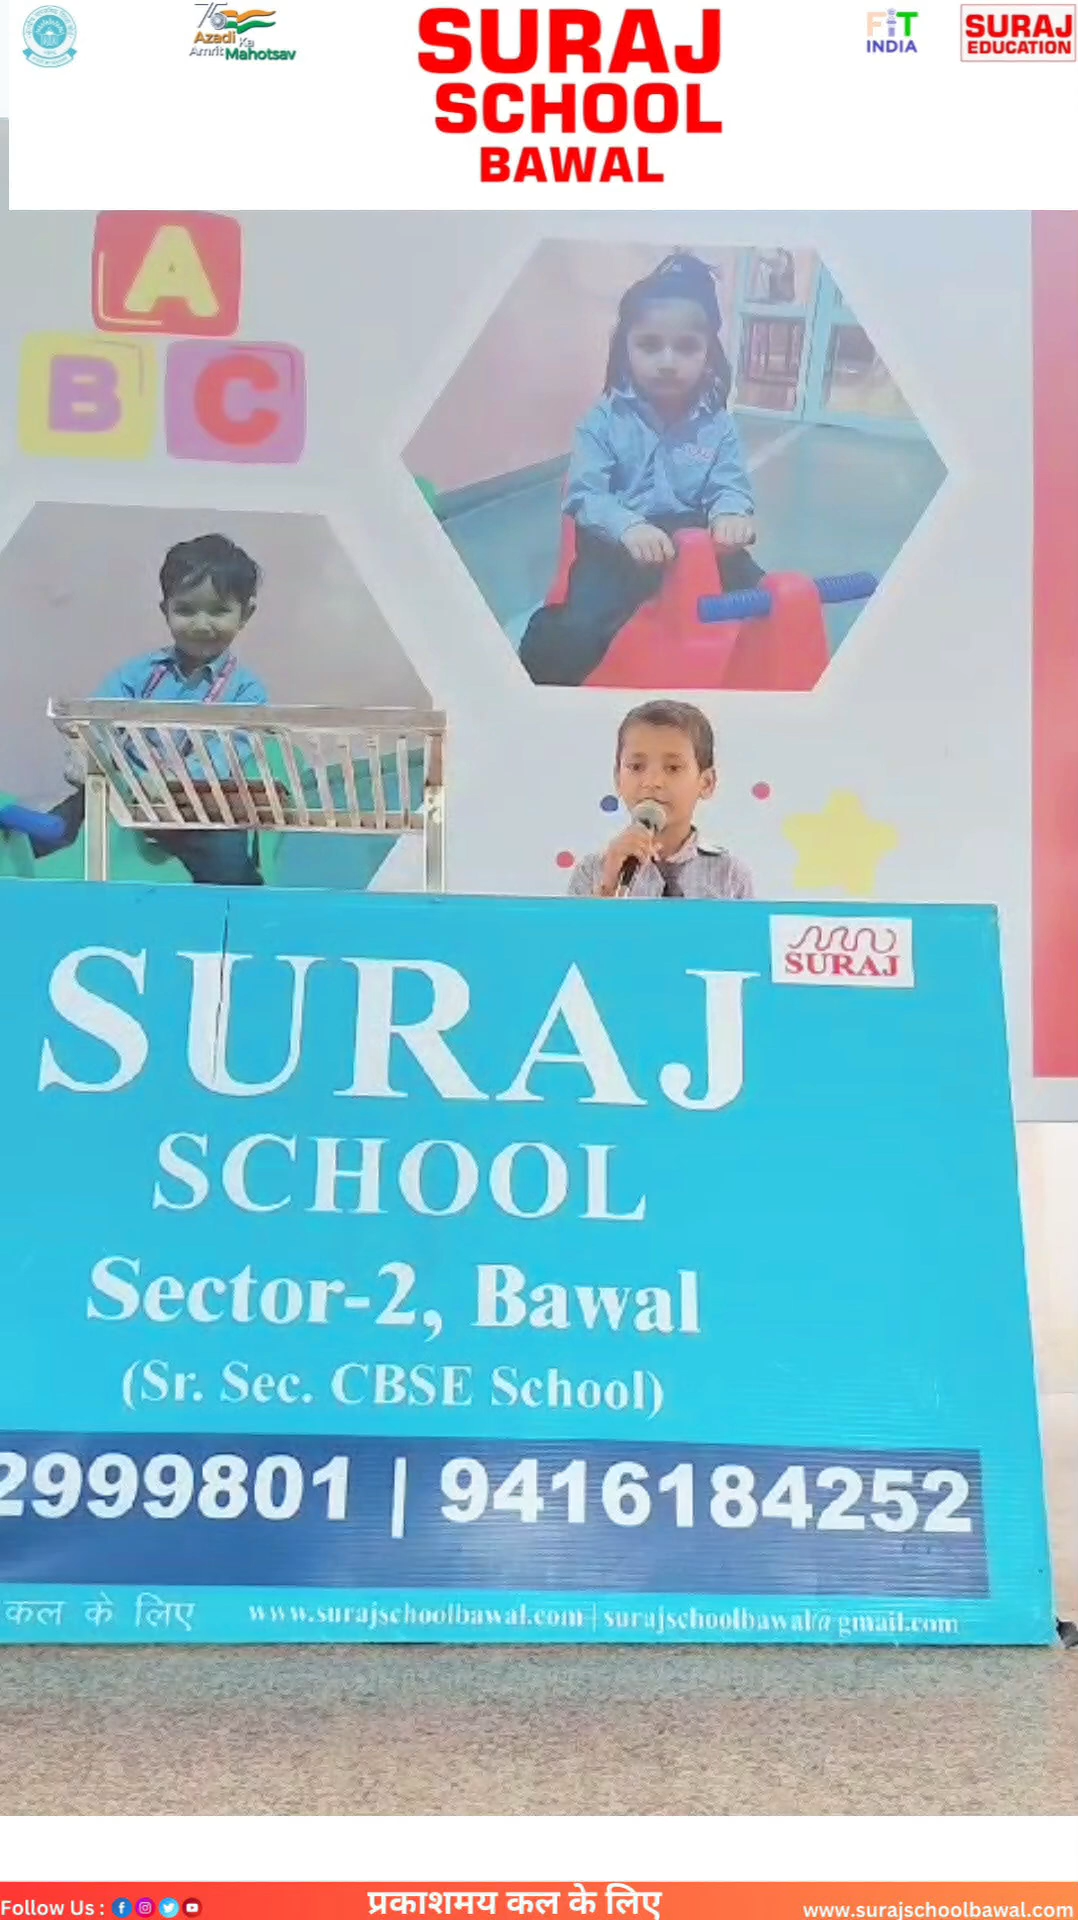 75
Azadi Ka
Amrit Mahotsav
SURAJ
SCHOOL
BAWAL
FIT
INDIA
SURAJ
EDUCATION
A
B C
SURAJ
SURAJ
SCHOOL
Sector-2, Bawal
(Sr. Sec. CBSE School)
2999801 | 9416184252
कल के लिए www.surajschoolbawal.com | surajschoolbawal@gmail.com
Follow Us :
प्रकाशमय कल के लिए
www.surajschoolbawal.com